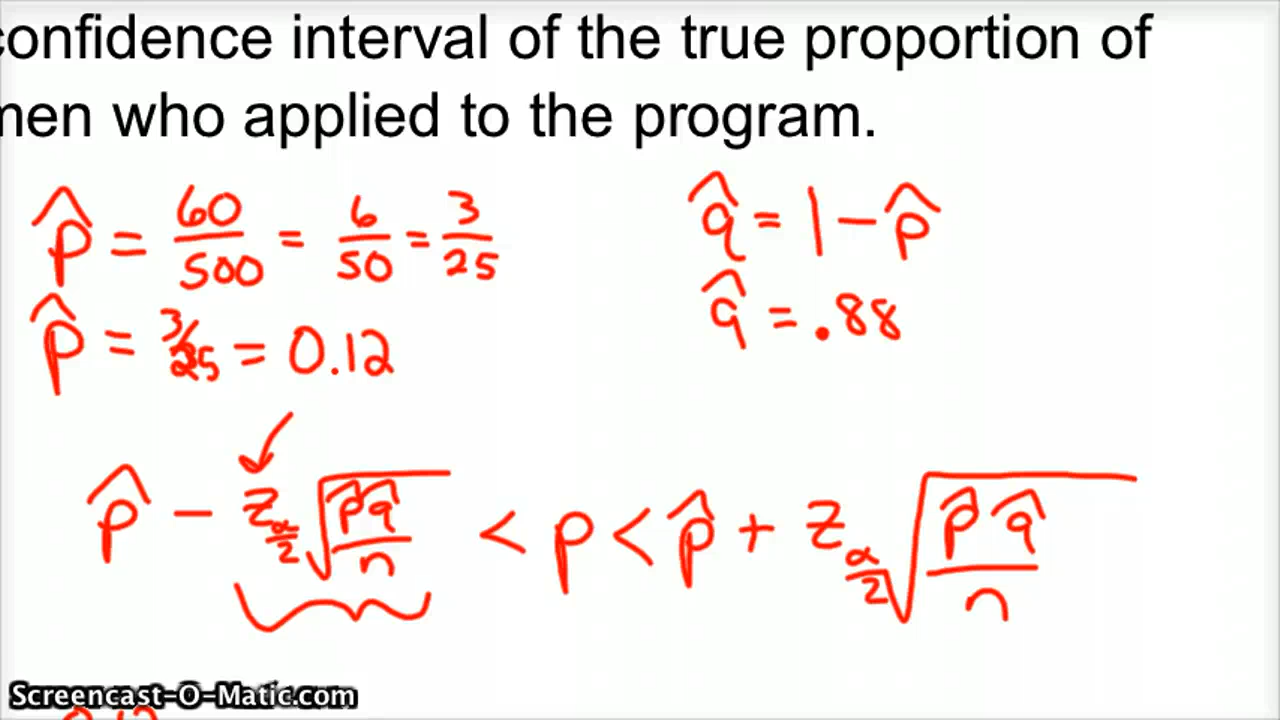 confidence interval of the true proportion of
men who applied to the program.
p̂ = 60/500 = 6/50 = 3/25
q̂ = 1 - p̂
p̂ = 3/25 = 0.12
q̂ = .88
p̂ - z_{α/2} √(p̂q̂/n) < p < p̂ + z_{α/2} √(p̂ q̂/n)
Screencast-O-Matic.com